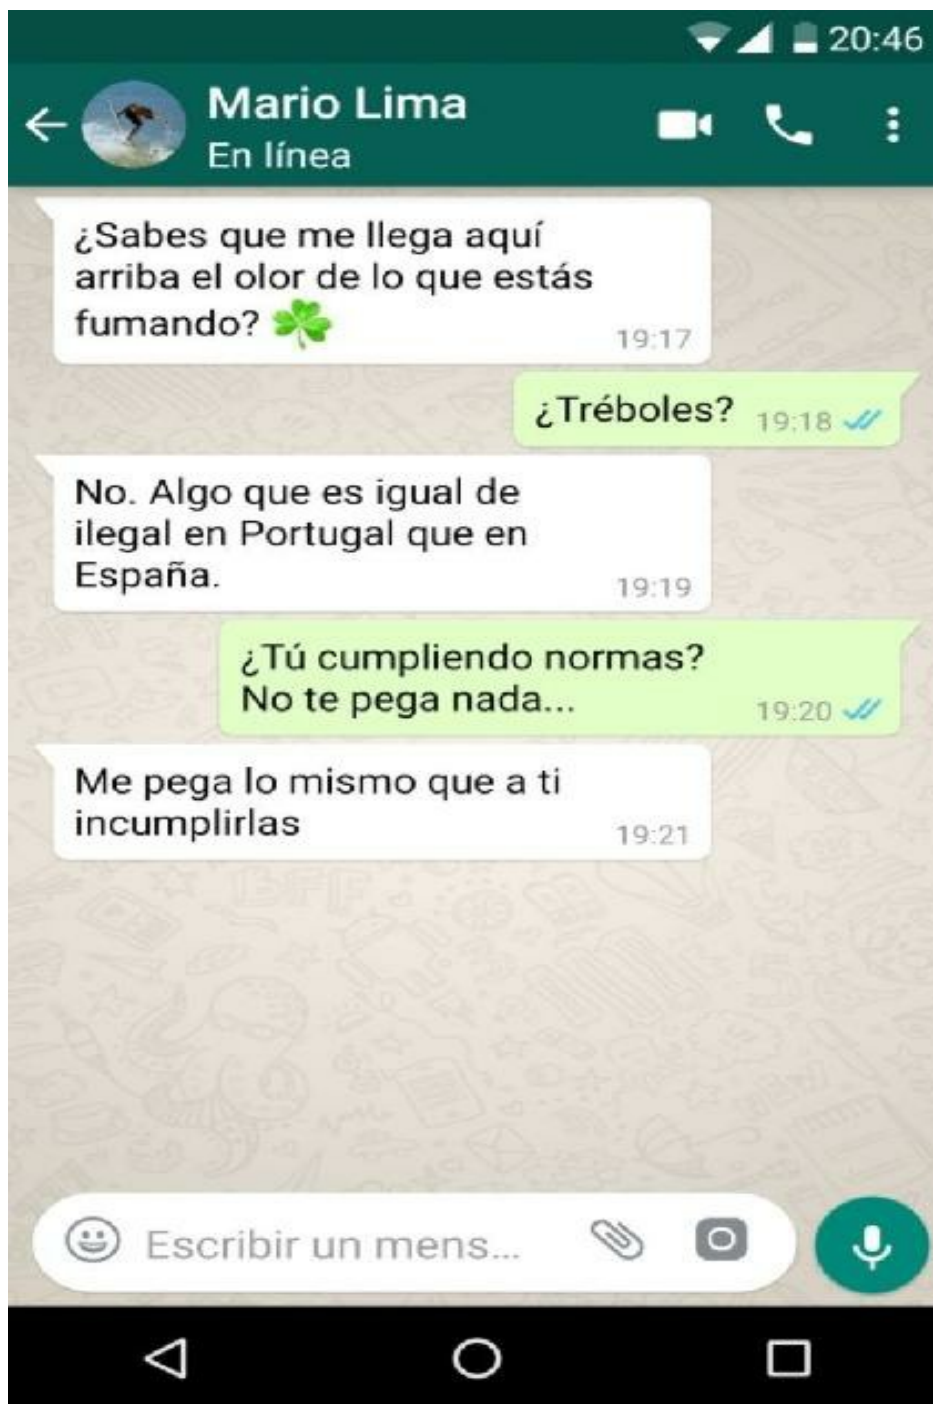 20:46
Mario Lima
En línea
¿Sabes que me llega aquí
arriba el olor de lo que estás
fumando? ☘️
19:17
¿Tréboles? 19:18
No. Algo que es igual de
ilegal en Portugal que en
España.
19:19
¿Tú cumpliendo normas?
No te pega nada...
19:20
Me pega lo mismo que a ti
incumplirlas
19:21
Escribir un mens...